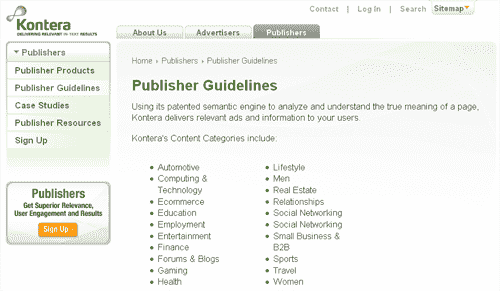 Kontera
DELIVERING RELEVANT IN TEXT RESULTS
Contact | Log In | Search Sitemap
About Us Advertisers Publishers
Publishers
Publisher Products
Publisher Guidelines
Case Studies
Publisher Resources
Sign Up
Publishers
Get Superior Relevance,
User Engagement and Results
Sign Up
Home › Publishers › Publisher Guidelines
Publisher Guidelines
Using its patented semantic engine to analyze and understand the true meaning of a page,
Kontera delivers relevant ads and information to your users.
Kontera's Content Categories include:
• Automotive
• Computing &
Technology
• Ecommerce
• Education
• Employment
• Entertainment
• Finance
• Forums & Blogs
• Gaming
• Health
• Lifestyle
• Men
• Real Estate
• Relationships
• Social Networking
• Social Networking
• Small Business &
B2B
• Sports
• Travel
• Women